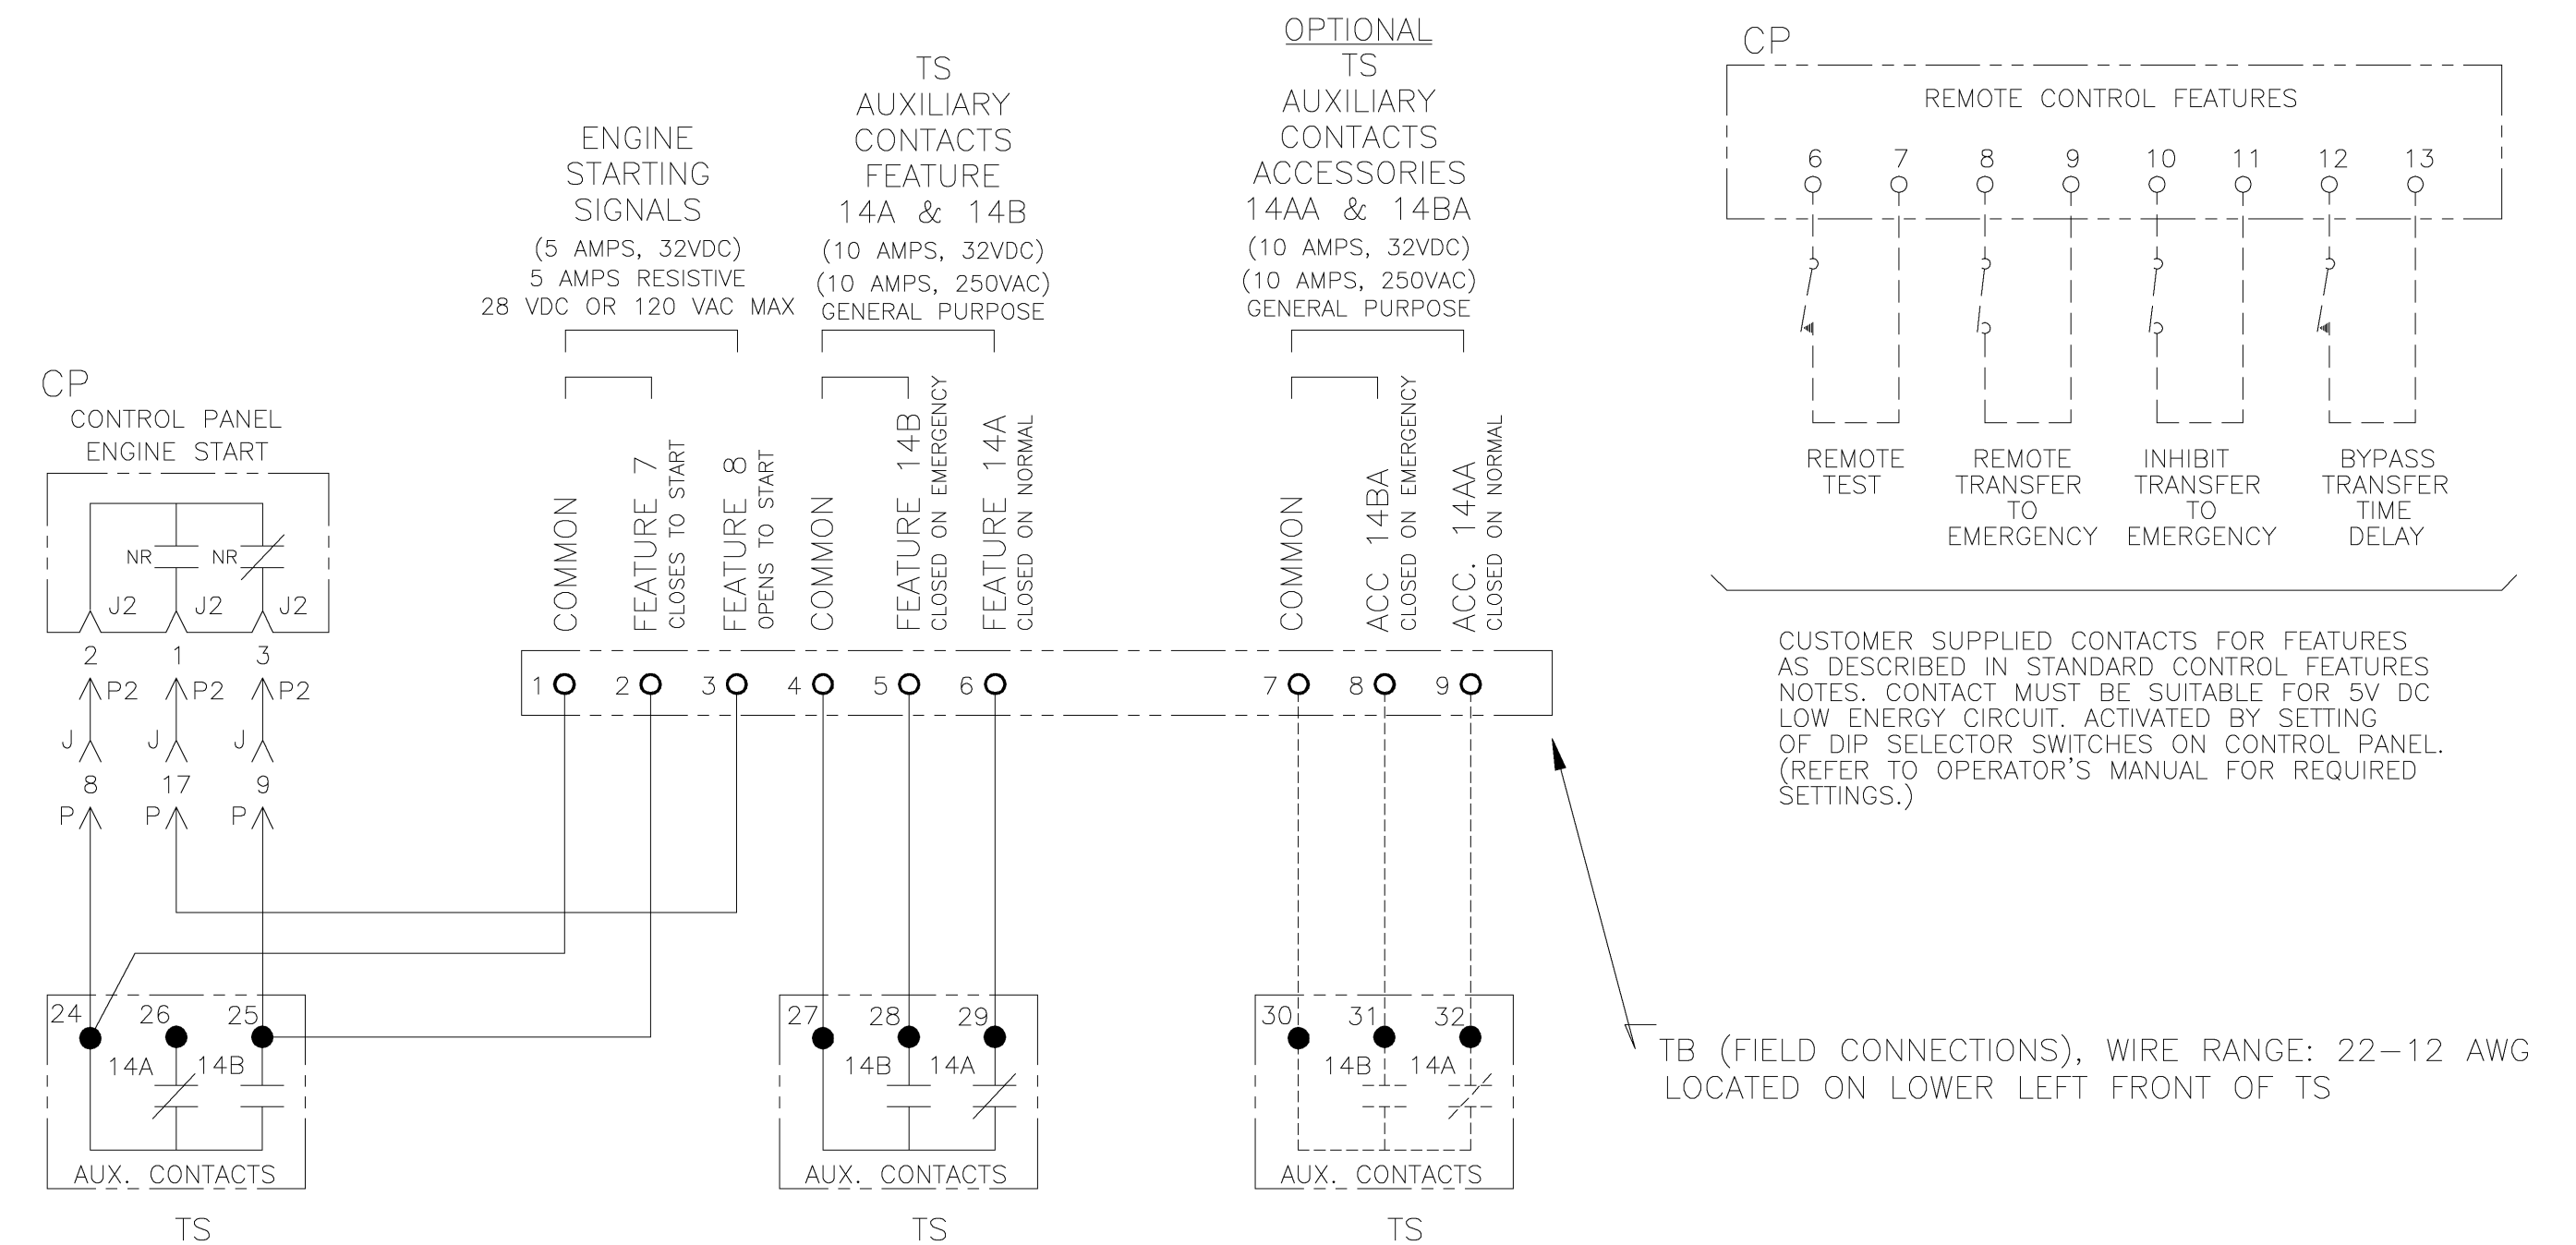 OPTIONAL
TS
AUXILIARY
CONTACTS
ACCESSORIES
14AA & 14BA
(10 AMPS, 32VDC)
(10 AMPS, 250VAC)
GENERAL PURPOSE
TS
AUXILIARY
CONTACTS
FEATURE
14A & 14B
(10 AMPS, 32VDC)
(10 AMPS, 250VAC)
GENERAL PURPOSE
ENGINE
STARTING
SIGNALS
(5 AMPS, 32VDC)
5 AMPS RESISTIVE
28 VDC OR 120 VAC MAX
CP
REMOTE CONTROL FEATURES
6 7 8 9 10 11 12 13
REMOTE
TEST
REMOTE
TRANSFER
TO
EMERGENCY
INHIBIT
TRANSFER
TO
EMERGENCY
BYPASS
TRANSFER
TIME
DELAY
CUSTOMER SUPPLIED CONTACTS FOR FEATURES
AS DESCRIBED IN STANDARD CONTROL FEATURES
NOTES. CONTACT MUST BE SUITABLE FOR 5V DC
LOW ENERGY CIRCUIT. ACTIVATED BY SETTING
OF DIP SELECTOR SWITCHES ON CONTROL PANEL.
(REFER TO OPERATOR'S MANUAL FOR REQUIRED
SETTINGS.)
CP
CONTROL PANEL
ENGINE START
NR NR
J2 J2 J2
2 1 3
P2 P2 P2
J J J
8 17 9
P P P
COMMON
FEATURE 7
CLOSES TO START
FEATURE 8
OPENS TO START
COMMON
FEATURE 14B
CLOSED ON EMERGENCY
FEATURE 14A
CLOSED ON NORMAL
COMMON
ACC 14BA
CLOSED ON EMERGENCY
ACC. 14AA
CLOSED ON NORMAL
1 2 3 4 5 6 7 8 9
24 26 25
14A 14B
AUX. CONTACTS
TS
27 28 29
14B 14A
AUX. CONTACTS
TS
30 31 32
14B 14A
AUX. CONTACTS
TS
TB (FIELD CONNECTIONS), WIRE RANGE: 22-12 AWG
LOCATED ON LOWER LEFT FRONT OF TS